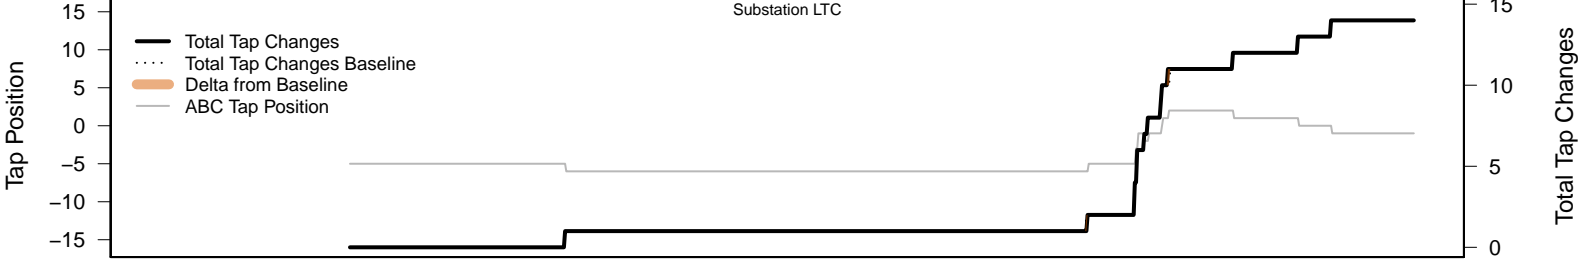 Substation LTC
Total Tap Changes
Total Tap Changes Baseline
Delta from Baseline
ABC Tap Position
Tap Position
15
10
5
0
−5
−10
−15
15
10
5
0
Total Tap Changes